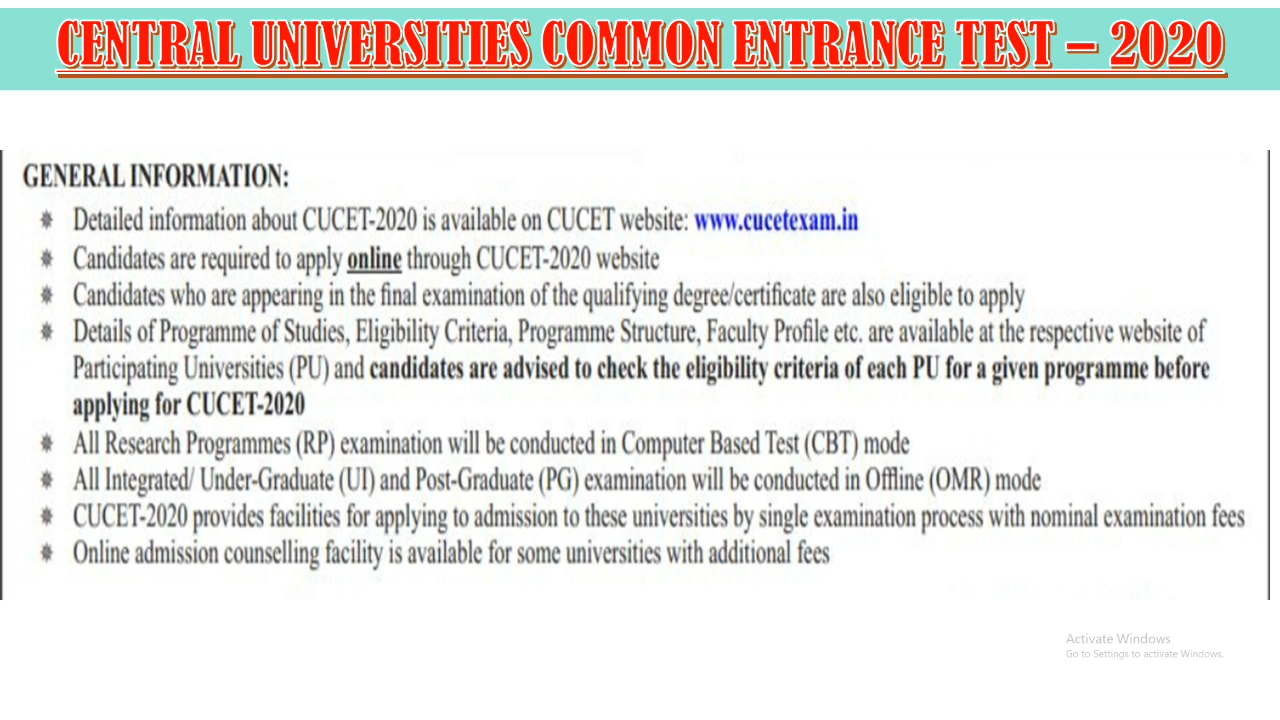 CENTRAL UNIVERSITIES COMMON ENTRANCE TEST – 2020
GENERAL INFORMATION:
✵ Detailed information about CUCET-2020 is available on CUCET website: www.cucetexam.in
✵ Candidates are required to apply online through CUCET-2020 website
✵ Candidates who are appearing in the final examination of the qualifying degree/certificate are also eligible to apply
✵ Details of Programme of Studies, Eligibility Criteria, Programme Structure, Faculty Profile etc. are available at the respective website of
Participating Universities (PU) and candidates are advised to check the eligibility criteria of each PU for a given programme before
applying for CUCET-2020
✵ All Research Programmes (RP) examination will be conducted in Computer Based Test (CBT) mode
✵ All Integrated/ Under-Graduate (UI) and Post-Graduate (PG) examination will be conducted in Offline (OMR) mode
✵ CUCET-2020 provides facilities for applying to admission to these universities by single examination process with nominal examination fees
✵ Online admission counselling facility is available for some universities with additional fees
Activate Windows
Go to Settings to activate Windows.